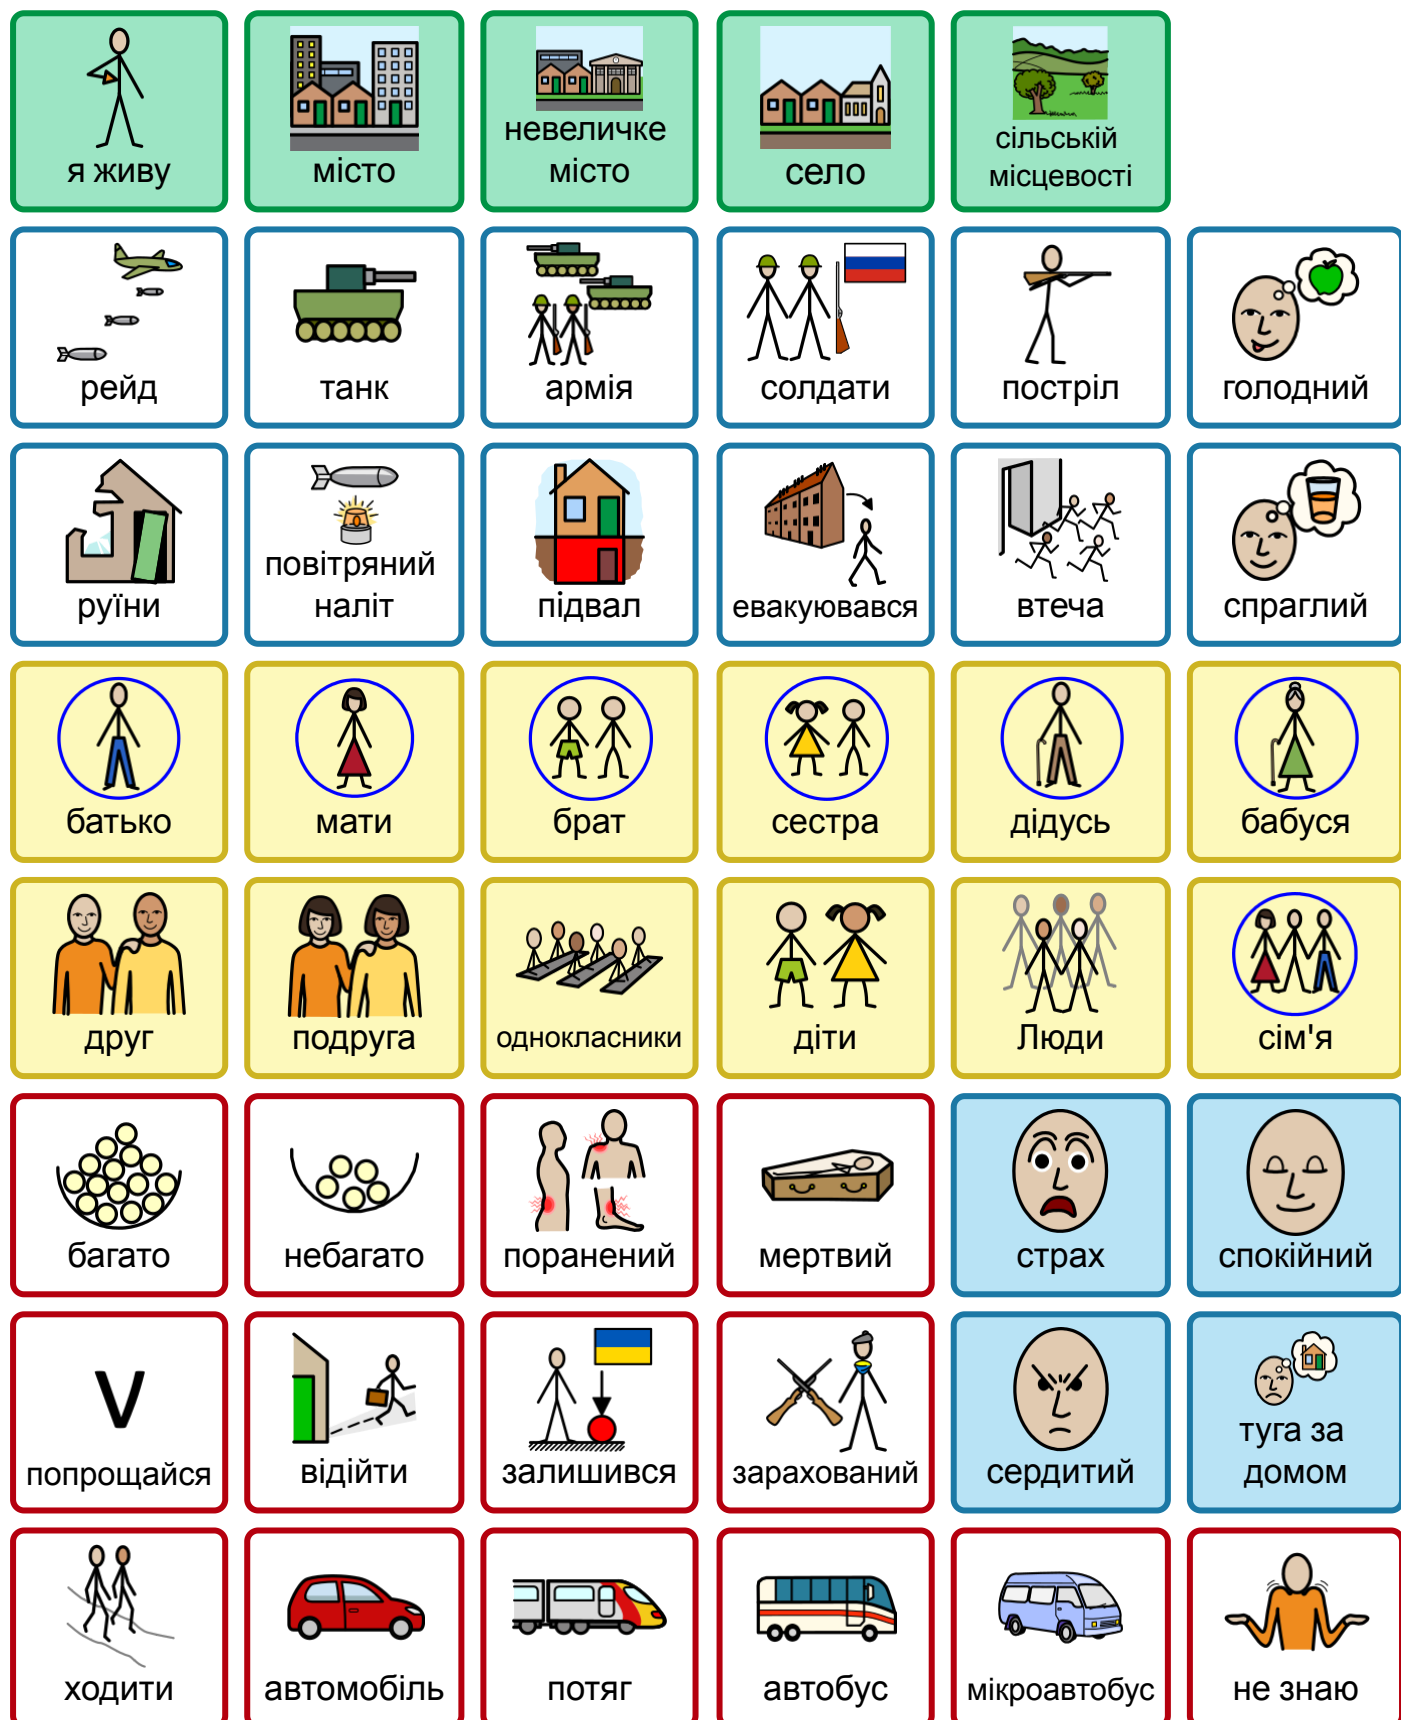 я живу
місто
невеличке
місто
село
сільській
місцевості
рейд
танк
армія
солдати
постріл
голодний
руїни
повітряний
наліт
підвал
евакуювався
втеча
спраглий
батько
мати
брат
сестра
дідусь
бабуся
друг
подруга
однокласники
діти
Люди
сім'я
багато
небагато
поранений
мертвий
страх
спокійний
V
попрощайся
відійти
залишився
зарахований
сердитий
туга за
домом
ходити
автомобіль
потяг
автобус
мікроавтобус
не знаю